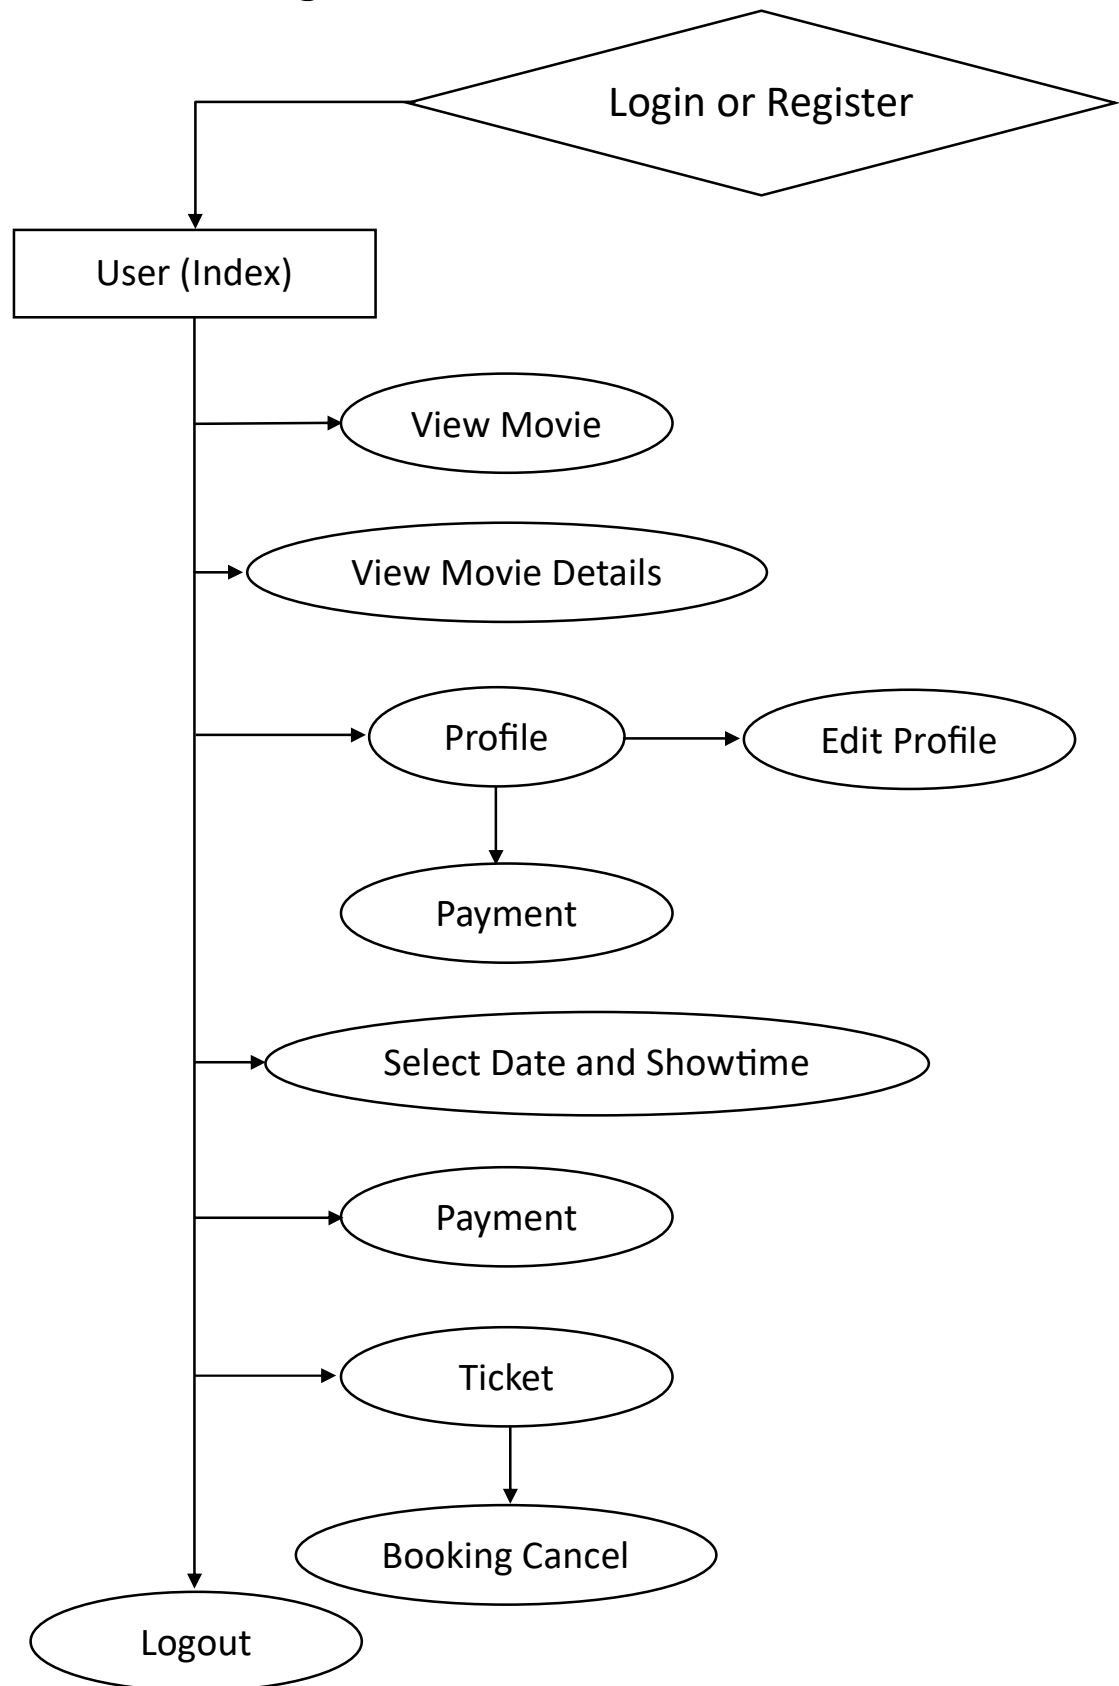 Login or Register
User (Index)
View Movie
View Movie Details
Profile
Edit Profile
Payment
Select Date and Showtime
Payment
Ticket
Booking Cancel
Logout